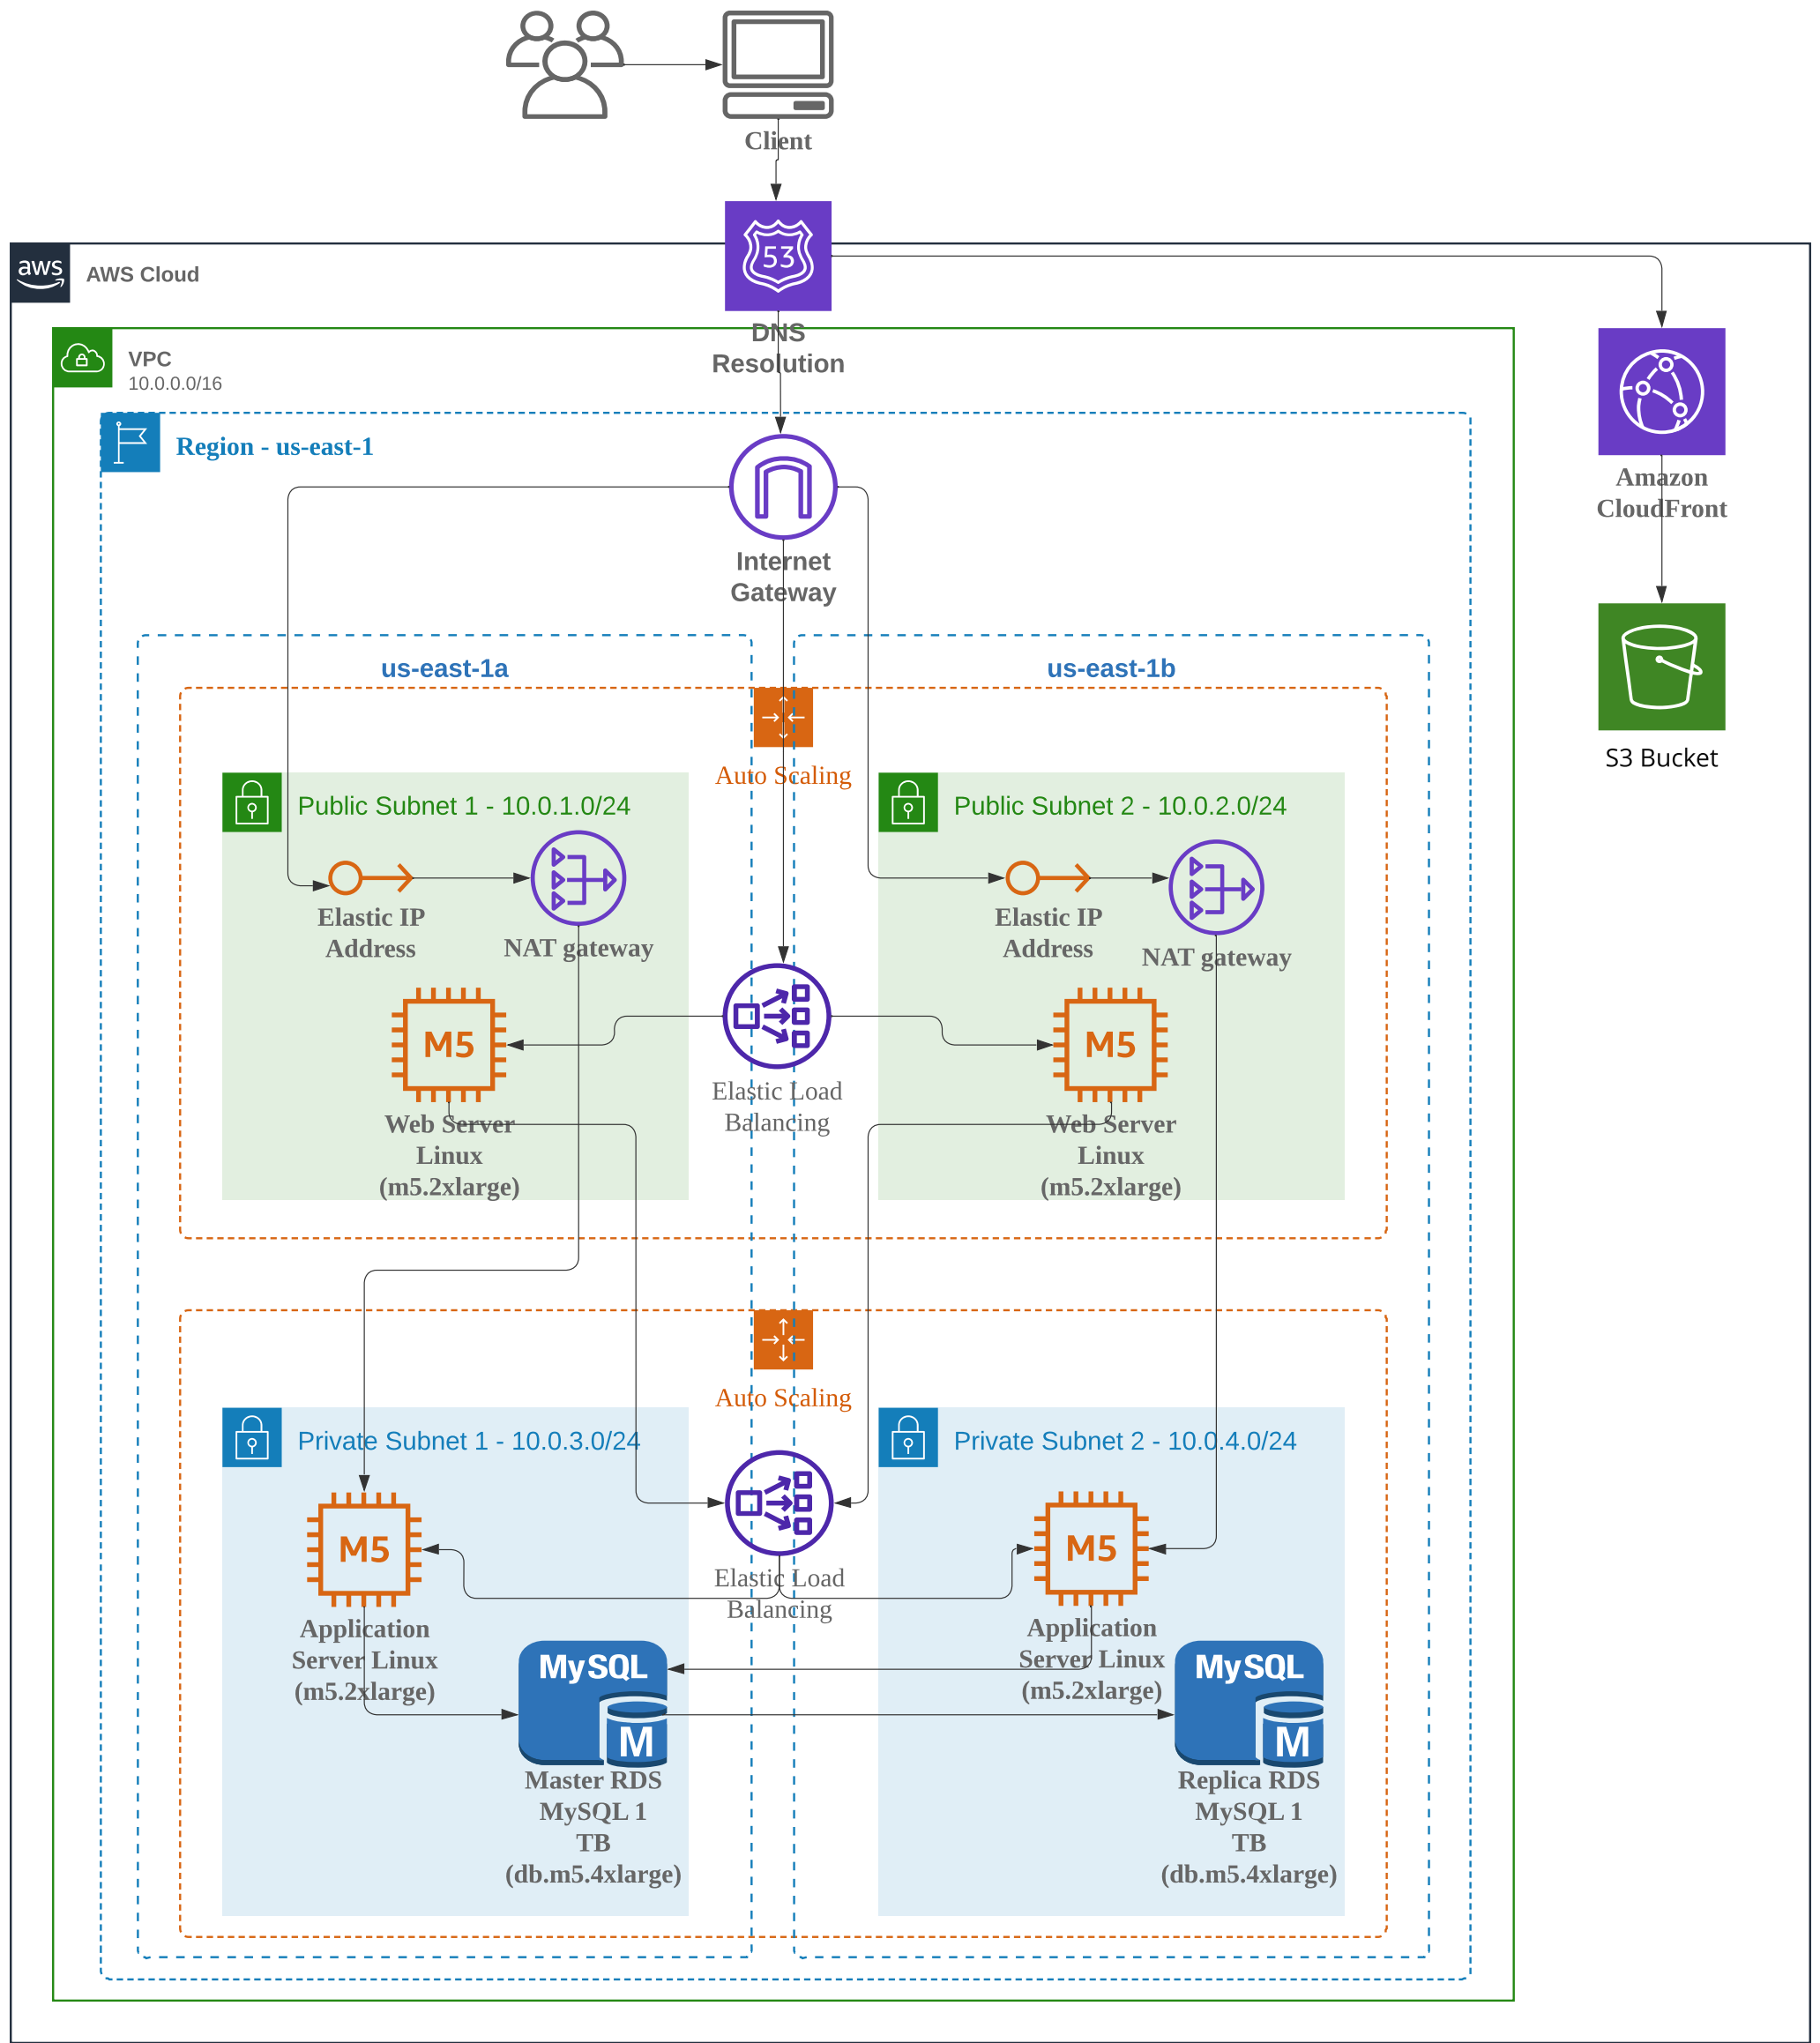 Client
53
aws
AWS Cloud
DNS
Resolution
VPC
10.0.0.0/16
Region - us-east-1
Amazon
CloudFront
Internet
Gateway
us-east-1a
us-east-1b
S3 Bucket
Auto Scaling
Public Subnet 1 - 10.0.1.0/24
Public Subnet 2 - 10.0.2.0/24
Elastic IP
Address
NAT gateway
Elastic IP
Address
NAT gateway
M5
M5
Elastic Load
Balancing
Web Server
Linux
(m5.2xlarge)
Web Server
Linux
(m5.2xlarge)
Auto Scaling
Private Subnet 1 - 10.0.3.0/24
Private Subnet 2 - 10.0.4.0/24
M5
M5
Elastic Load
Balancing
Application
Server Linux
(m5.2xlarge)
Application
Server Linux
(m5.2xlarge)
MySQL
M
MySQL
M
Master RDS
MySQL 1
TB
(db.m5.4xlarge)
Replica RDS
MySQL 1
TB
(db.m5.4xlarge)